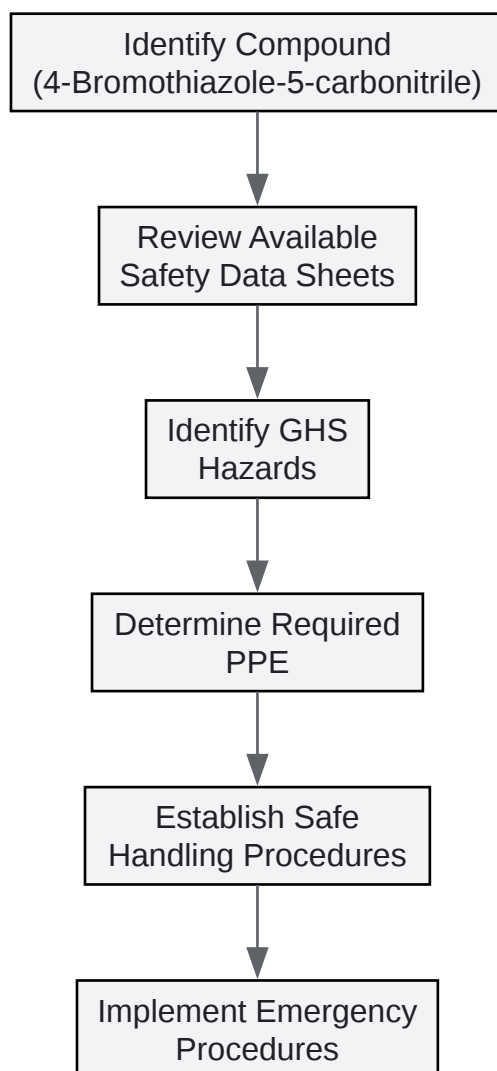 Identify Compound
(4-Bromothiazole-5-carbonitrile)
Review Available
Safety Data Sheets
Identify GHS
Hazards
Determine Required
PPE
Establish Safe
Handling Procedures
Implement Emergency
Procedures